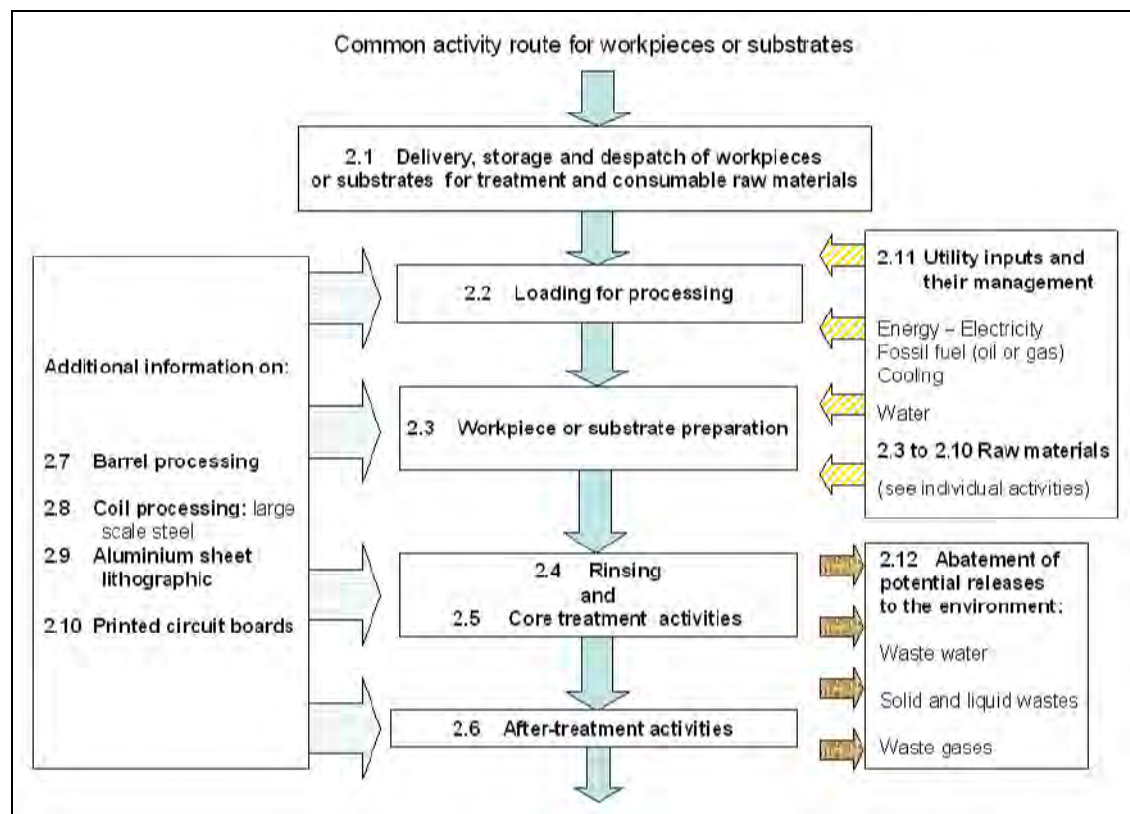 Common activity route for workpieces or substrates
2.1 Delivery, storage and despatch of workpieces
or substrates for treatment and consumable raw materials
2.2 Loading for processing
2.3 Workpiece or substrate preparation
2.4 Rinsing
and
2.5 Core treatment activities
2.6 After-treatment activities
Additional information on:
2.7 Barrel processing
2.8 Coil processing: large
scale steel
2.9 Aluminium sheet
lithographic
2.10 Printed circuit boards
2.11 Utility inputs and
their management
Energy – Electricity
Fossil fuel (oil or gas)
Cooling
Water
2.3 to 2.10 Raw materials
(see individual activities)
2.12 Abatement of
potential releases
to the environment:
Waste water
Solid and liquid wastes
Waste gases